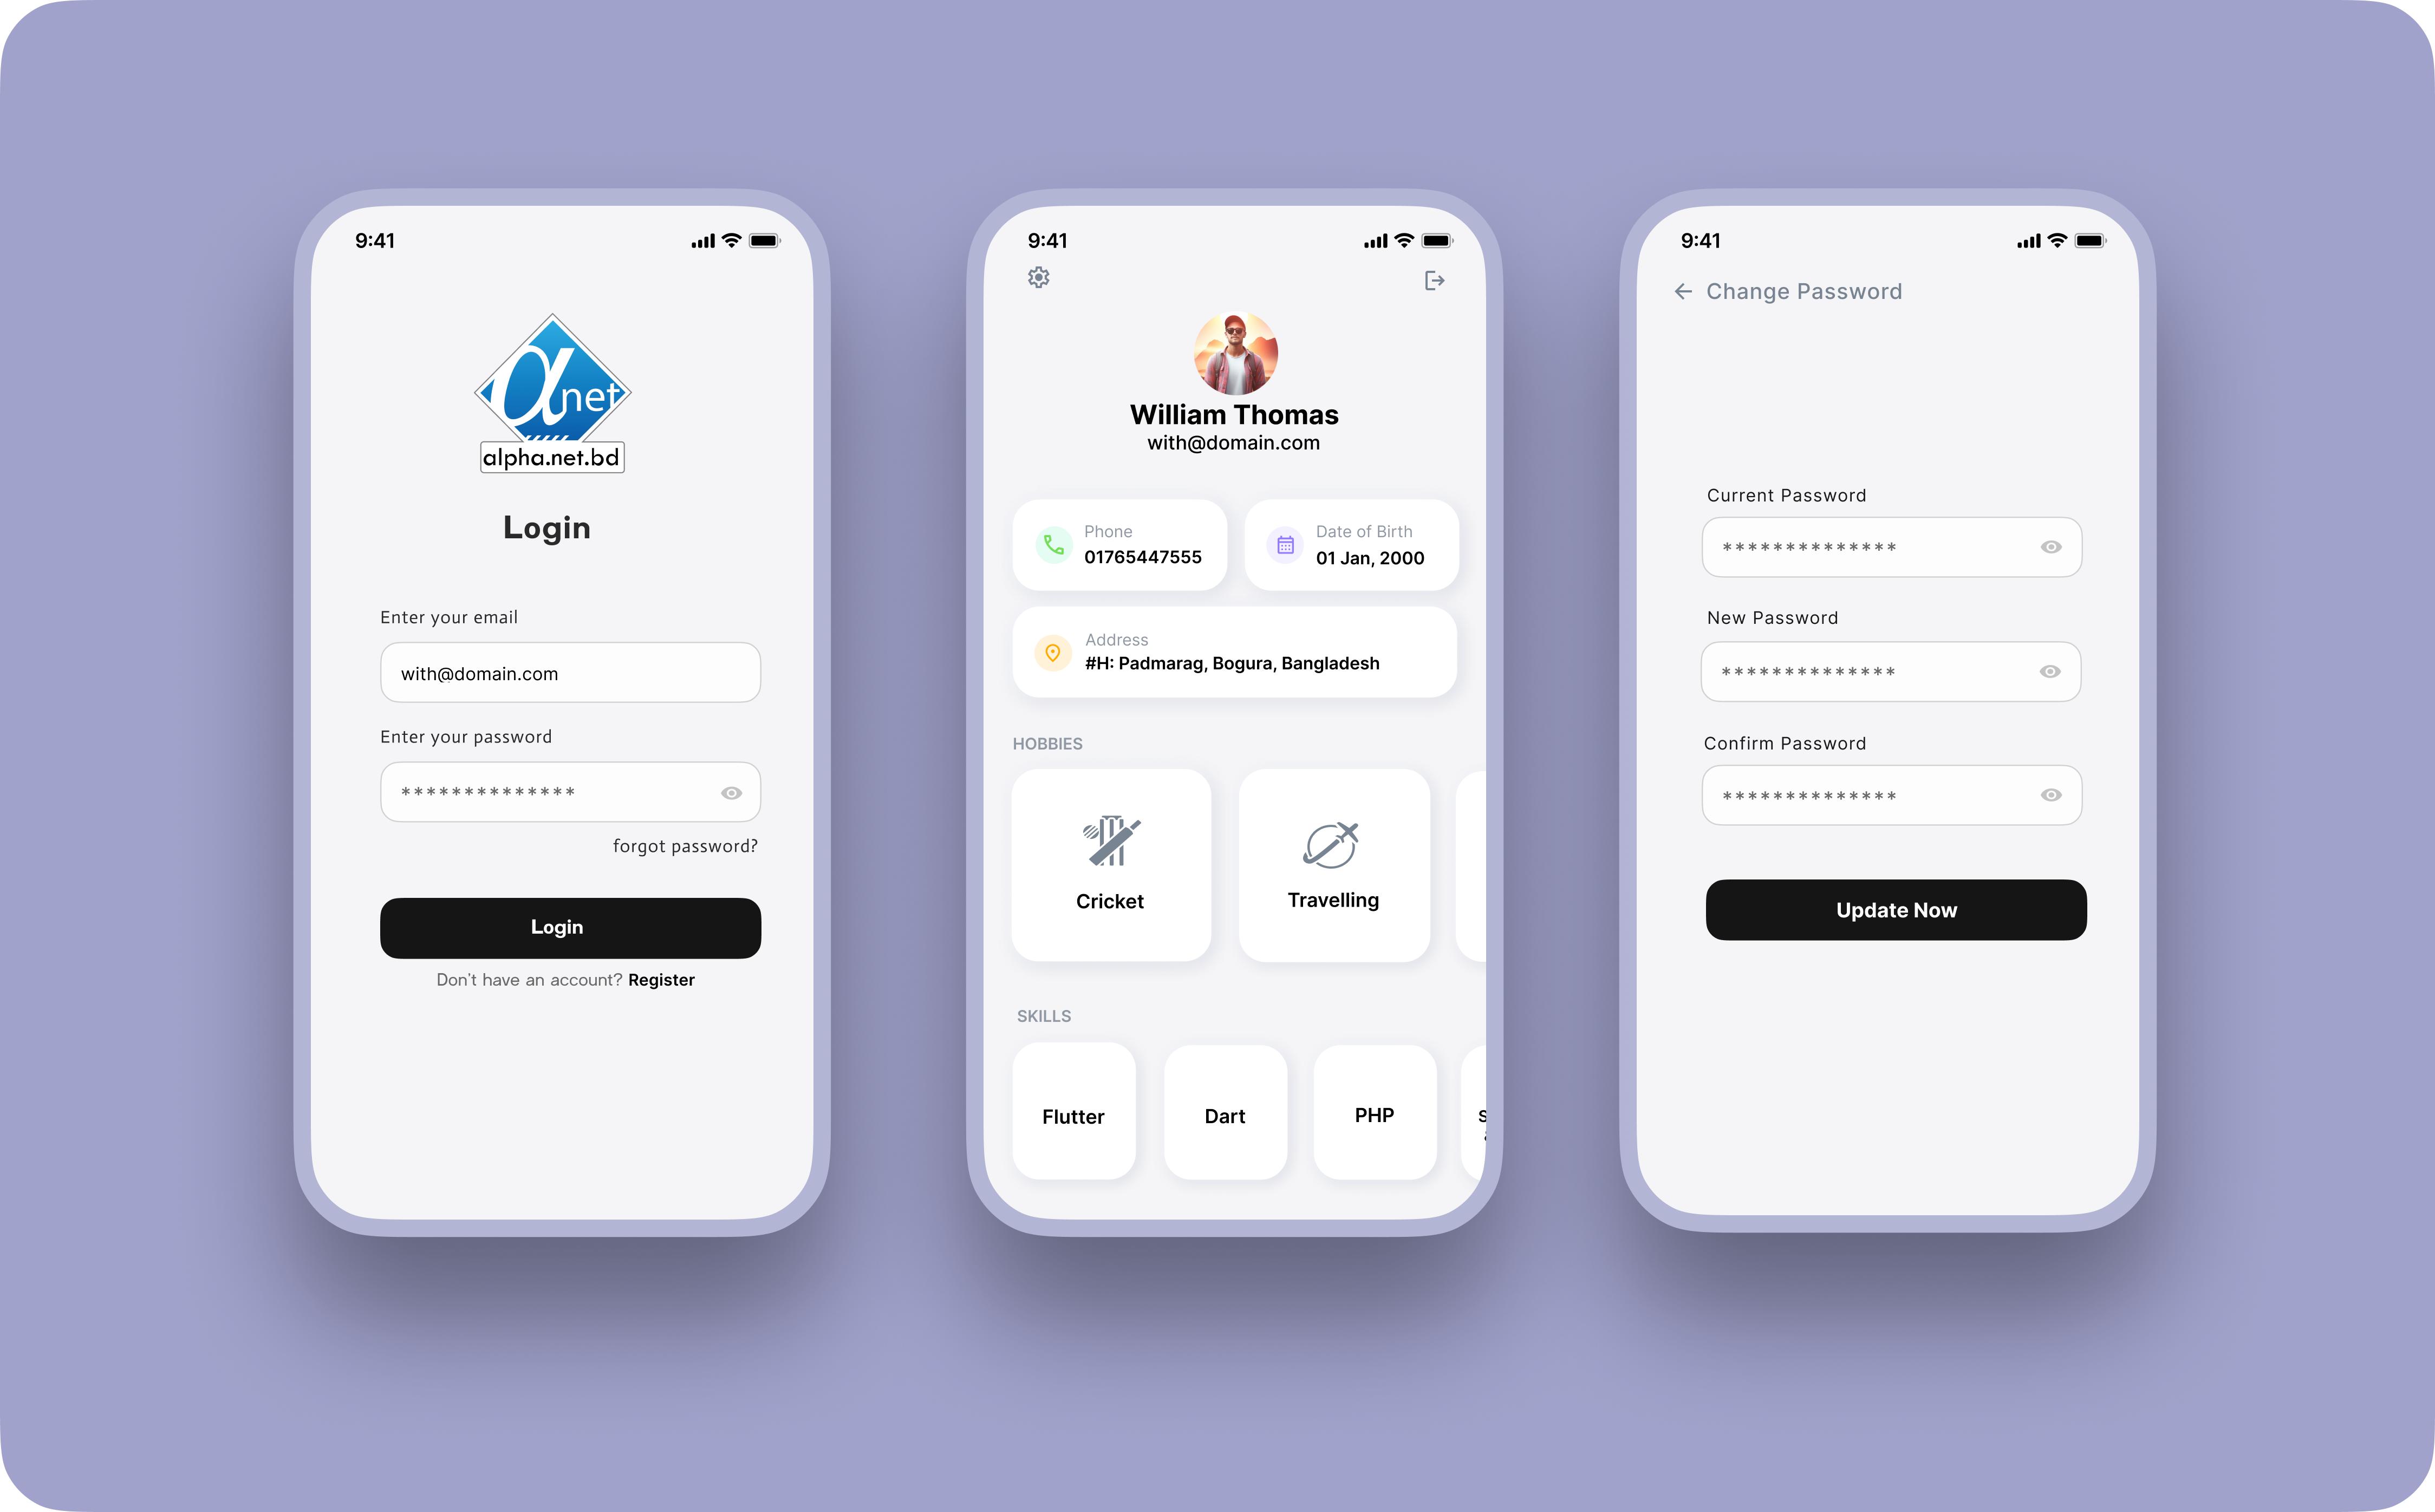 9:41
αnet
alpha.net.bd
Login
Enter your email
with@domain.com
Enter your password
**************
forgot password?
Login
Don't have an account? Register
9:41
William Thomas
with@domain.com
Phone
01765447555
Date of Birth
01 Jan, 2000
Address
#H: Padmarag, Bogura, Bangladesh
HOBBIES
Cricket
Travelling
SKILLS
Flutter
Dart
PHP
9:41
Change Password
Current Password
**************
New Password
**************
Confirm Password
**************
Update Now